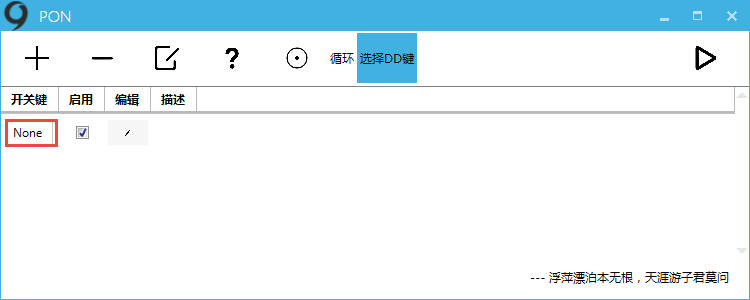 PON
循环 选择DD键
开关键 启用 编辑 描述
None
--- 浮萍漂泊本无根，天涯游子君莫问